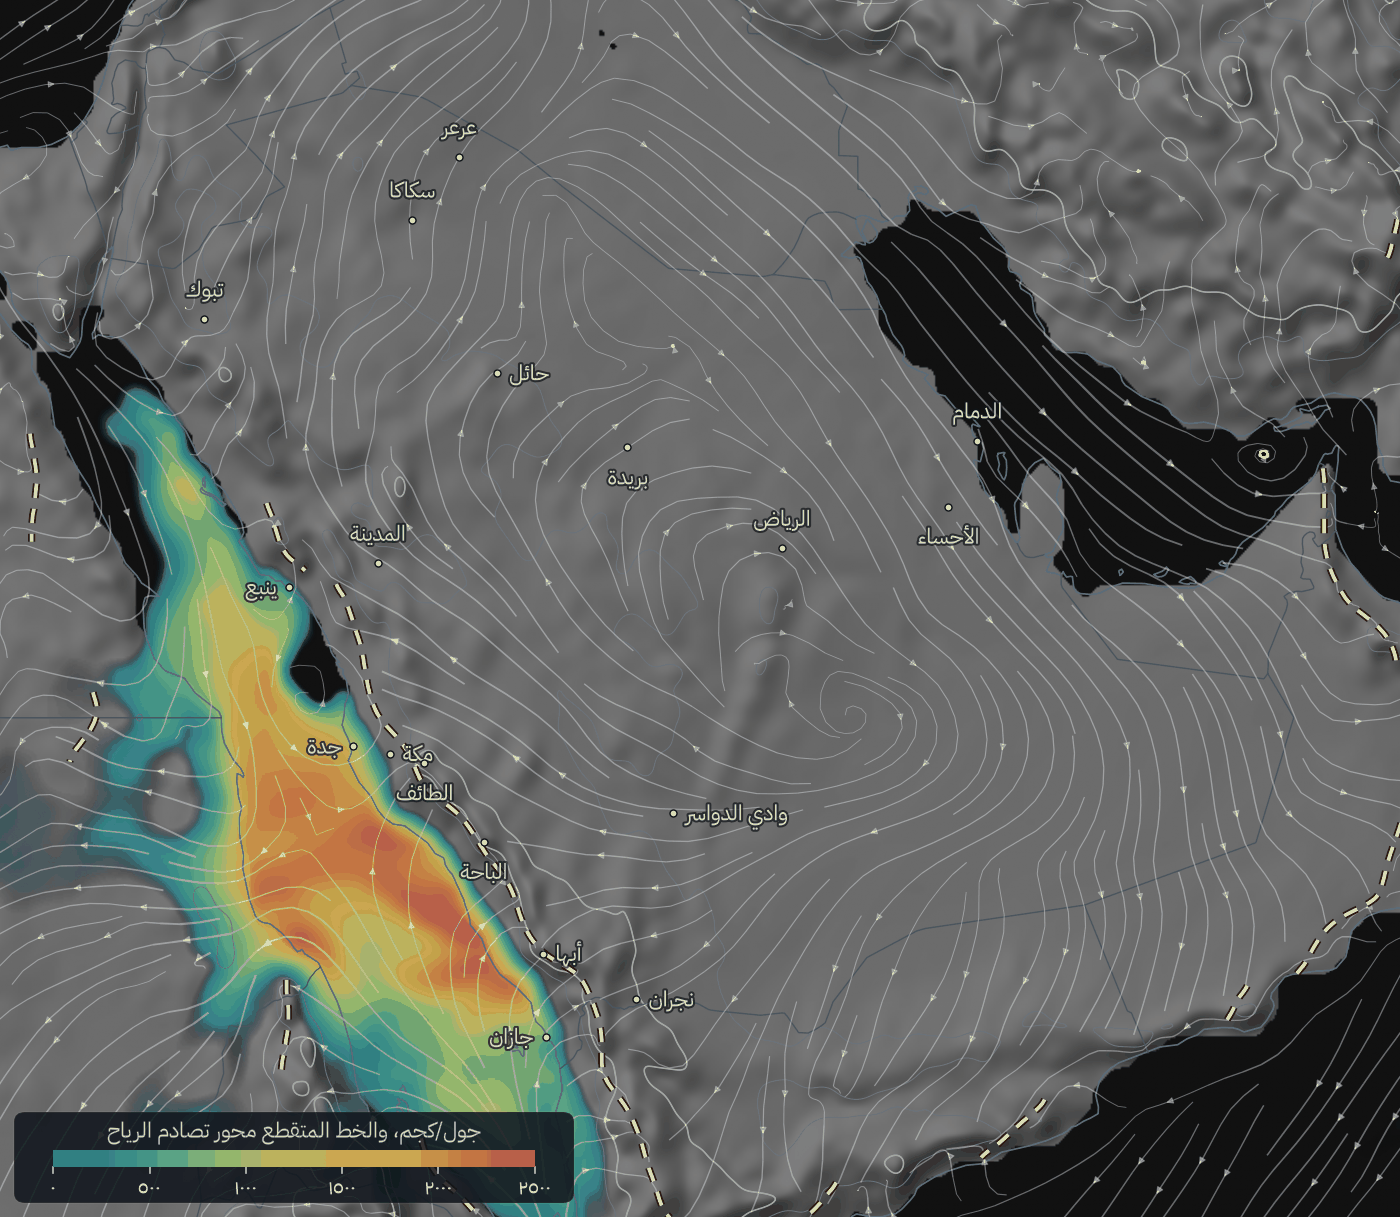 عرعر
سكاكا
تبوك
حائل
الدمام
بريدة
الرياض
المدينة
الأحساء
ينبع
جدة
مكة
الطائف
وادي الدواسر
الباحة
أبها
نجران
جازان
جول/كجم، والخط المتقطع محور تصادم الرياح
٠ ٥٠٠ ١٠٠٠ ١٥٠٠ ٢٠٠٠ ٢٥٠٠